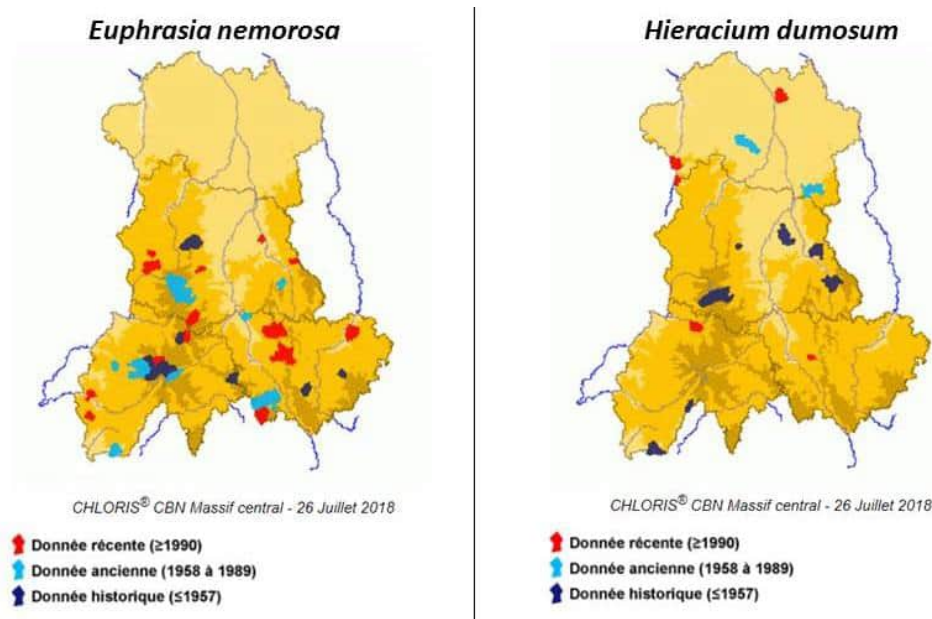 Euphrasia nemorosa
CHLORIS® CBN Massif central - 26 Juillet 2018
Donnée récente (≥1990)
Donnée ancienne (1958 à 1989)
Donnée historique (≤1957)
Hieracium dumosum
CHLORIS® CBN Massif central - 26 Juillet 2018
Donnée récente (≥1990)
Donnée ancienne (1958 à 1989)
Donnée historique (≤1957)